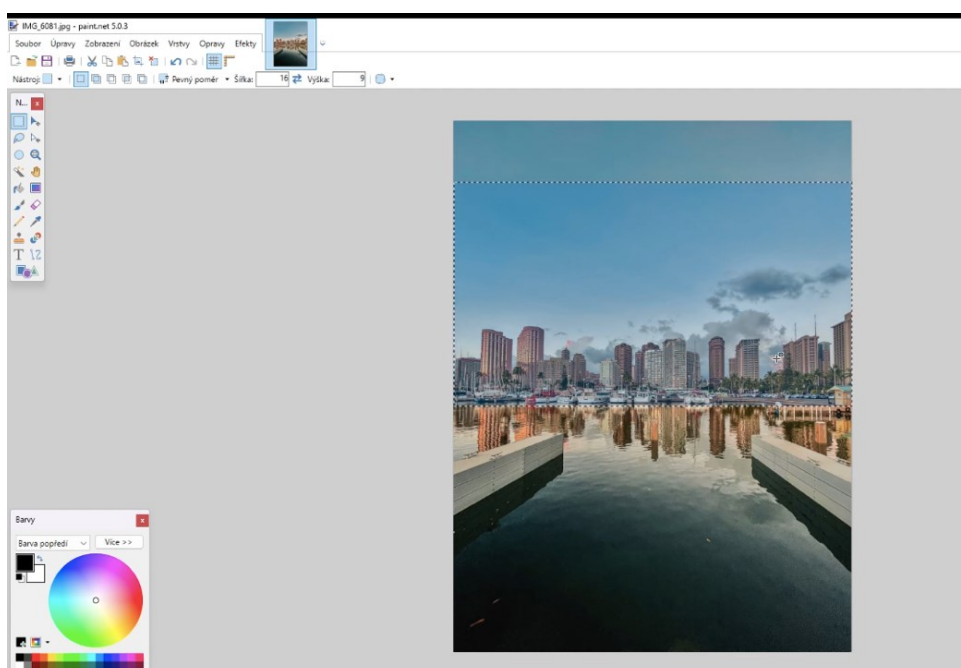 IMG_6081.jpg - paint.net 5.0.3
Soubor Úpravy Zobrazení Obrázek Vrstvy Opravy Efekty
Nástroj: Pevný poměr Šířka: 16 Výška: 9
N...
Barvy
Barva popředí Více >>